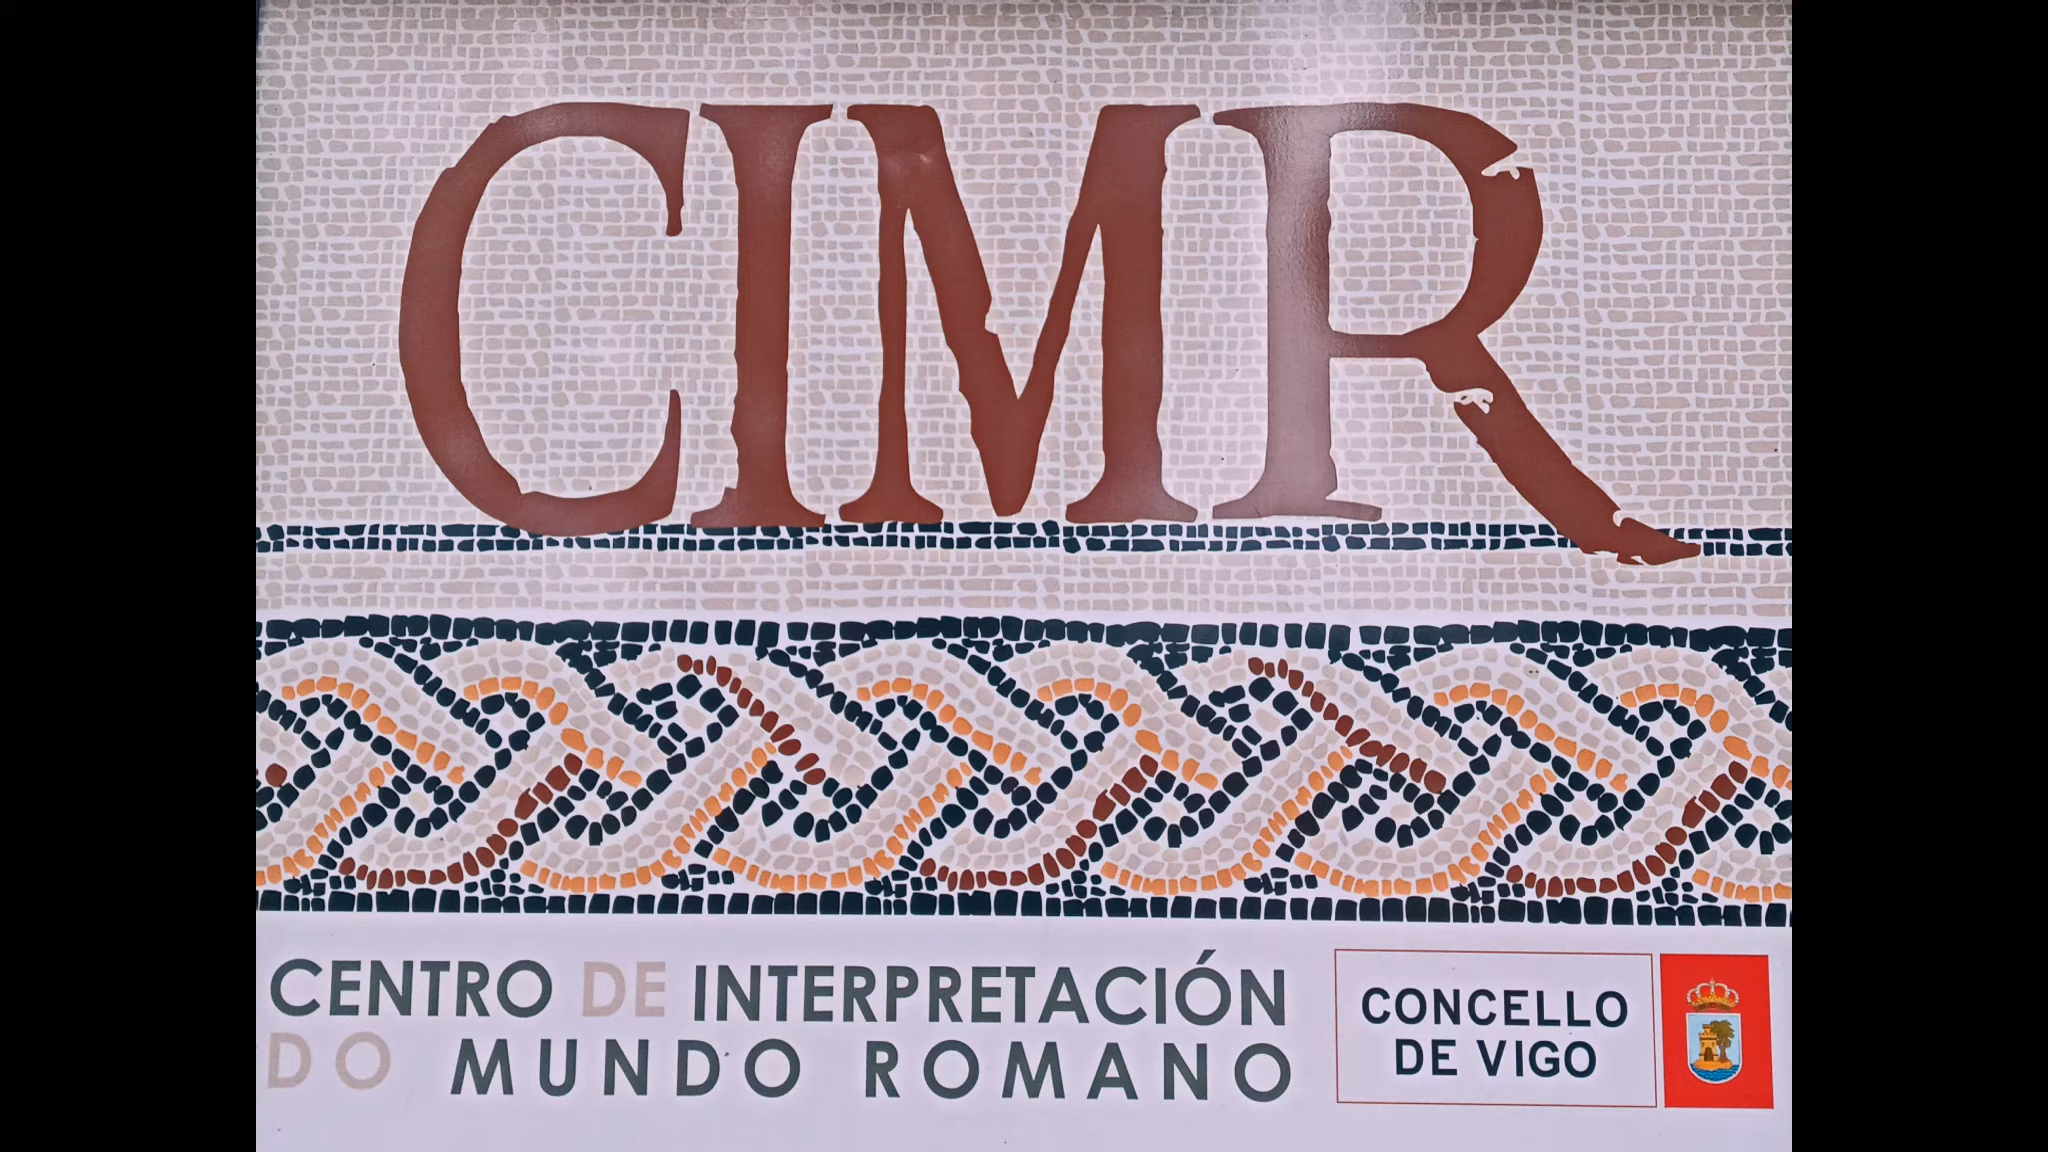 CIMR
CENTRO DE INTERPRETACIÓN
DO MUNDO ROMANO
CONCELLO
DE VIGO